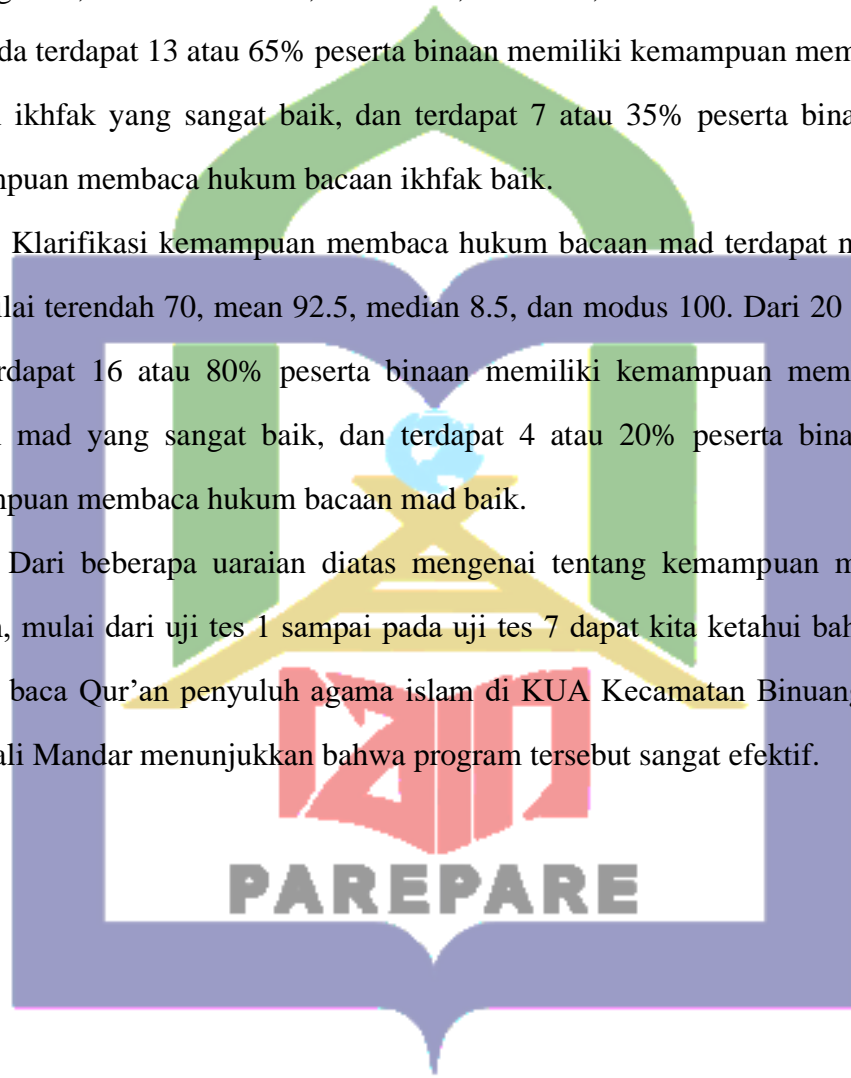 da terdapat 13 atau 65% peserta binaan memiliki kemampuan mem
ikhfak yang sangat baik, dan terdapat 7 atau 35% peserta bina
mpuan membaca hukum bacaan ikhfak baik.
Klarifikasi kemampuan membaca hukum bacaan mad terdapat n
ilai terendah 70, mean 92.5, median 8.5, dan modus 100. Dari 20
rdapat 16 atau 80% peserta binaan memiliki kemampuan mem
mad yang sangat baik, dan terdapat 4 atau 20% peserta bina
mpuan membaca hukum bacaan mad baik.
Dari beberapa uaraian diatas mengenai tentang kemampuan m
n, mulai dari uji tes 1 sampai pada uji tes 7 dapat kita ketahui bah
baca Qur’an penyuluh agama islam di KUA Kecamatan Binuang
ali Mandar menunjukkan bahwa program tersebut sangat efektif.
PAREPARE